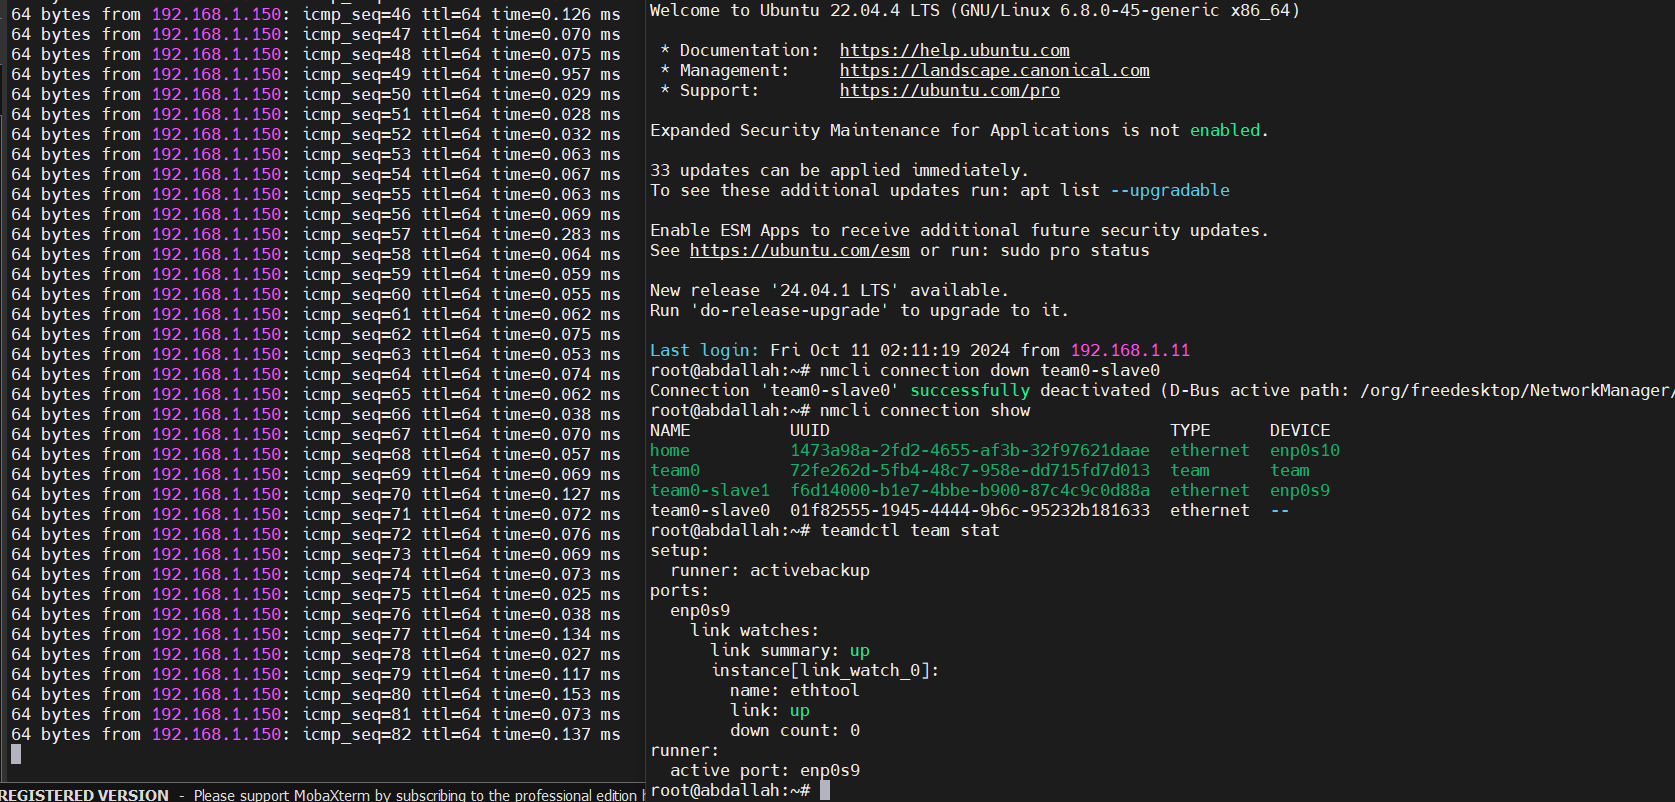 64 bytes from 192.168.1.150: icmp_seq=46 ttl=64 time=0.126 ms
64 bytes from 192.168.1.150: icmp_seq=47 ttl=64 time=0.070 ms
64 bytes from 192.168.1.150: icmp_seq=48 ttl=64 time=0.075 ms
64 bytes from 192.168.1.150: icmp_seq=49 ttl=64 time=0.957 ms
64 bytes from 192.168.1.150: icmp_seq=50 ttl=64 time=0.029 ms
64 bytes from 192.168.1.150: icmp_seq=51 ttl=64 time=0.028 ms
64 bytes from 192.168.1.150: icmp_seq=52 ttl=64 time=0.032 ms
64 bytes from 192.168.1.150: icmp_seq=53 ttl=64 time=0.063 ms
64 bytes from 192.168.1.150: icmp_seq=54 ttl=64 time=0.067 ms
64 bytes from 192.168.1.150: icmp_seq=55 ttl=64 time=0.063 ms
64 bytes from 192.168.1.150: icmp_seq=56 ttl=64 time=0.069 ms
64 bytes from 192.168.1.150: icmp_seq=57 ttl=64 time=0.283 ms
64 bytes from 192.168.1.150: icmp_seq=58 ttl=64 time=0.064 ms
64 bytes from 192.168.1.150: icmp_seq=59 ttl=64 time=0.059 ms
64 bytes from 192.168.1.150: icmp_seq=60 ttl=64 time=0.055 ms
64 bytes from 192.168.1.150: icmp_seq=61 ttl=64 time=0.062 ms
64 bytes from 192.168.1.150: icmp_seq=62 ttl=64 time=0.075 ms
64 bytes from 192.168.1.150: icmp_seq=63 ttl=64 time=0.053 ms
64 bytes from 192.168.1.150: icmp_seq=64 ttl=64 time=0.074 ms
64 bytes from 192.168.1.150: icmp_seq=65 ttl=64 time=0.062 ms
64 bytes from 192.168.1.150: icmp_seq=66 ttl=64 time=0.038 ms
64 bytes from 192.168.1.150: icmp_seq=67 ttl=64 time=0.070 ms
64 bytes from 192.168.1.150: icmp_seq=68 ttl=64 time=0.057 ms
64 bytes from 192.168.1.150: icmp_seq=69 ttl=64 time=0.069 ms
64 bytes from 192.168.1.150: icmp_seq=70 ttl=64 time=0.127 ms
64 bytes from 192.168.1.150: icmp_seq=71 ttl=64 time=0.072 ms
64 bytes from 192.168.1.150: icmp_seq=72 ttl=64 time=0.076 ms
64 bytes from 192.168.1.150: icmp_seq=73 ttl=64 time=0.069 ms
64 bytes from 192.168.1.150: icmp_seq=74 ttl=64 time=0.073 ms
64 bytes from 192.168.1.150: icmp_seq=75 ttl=64 time=0.025 ms
64 bytes from 192.168.1.150: icmp_seq=76 ttl=64 time=0.038 ms
64 bytes from 192.168.1.150: icmp_seq=77 ttl=64 time=0.134 ms
64 bytes from 192.168.1.150: icmp_seq=78 ttl=64 time=0.027 ms
64 bytes from 192.168.1.150: icmp_seq=79 ttl=64 time=0.117 ms
64 bytes from 192.168.1.150: icmp_seq=80 ttl=64 time=0.153 ms
64 bytes from 192.168.1.150: icmp_seq=81 ttl=64 time=0.073 ms
64 bytes from 192.168.1.150: icmp_seq=82 ttl=64 time=0.137 ms
REGISTERED VERSION - Please support MobaXterm by subscribing to the professional edition h
Welcome to Ubuntu 22.04.4 LTS (GNU/Linux 6.8.0-45-generic x86_64)
 * Documentation:  https://help.ubuntu.com
 * Management:     https://landscape.canonical.com
 * Support:        https://ubuntu.com/pro
Expanded Security Maintenance for Applications is not enabled.
33 updates can be applied immediately.
To see these additional updates run: apt list --upgradable
Enable ESM Apps to receive additional future security updates.
See https://ubuntu.com/esm or run: sudo pro status
New release '24.04.1 LTS' available.
Run 'do-release-upgrade' to upgrade to it.
Last login: Fri Oct 11 02:11:19 2024 from 192.168.1.11
root@abdallah:~# nmcli connection down team0-slave0
Connection 'team0-slave0' successfully deactivated (D-Bus active path: /org/freedesktop/NetworkManager/
root@abdallah:~# nmcli connection show
NAME          UUID                                  TYPE      DEVICE
home          1473a98a-2fd2-4655-af3b-32f97621daae  ethernet  enp0s10
team0         72fe262d-5fb4-48c7-958e-dd715fd7d013  team      team
team0-slave1  f6d14000-b1e7-4bbe-b900-87c4c9c0d88a  ethernet  enp0s9
team0-slave0  01f82555-1945-4444-9b6c-95232b181633  ethernet  --
root@abdallah:~# teamdctl team stat
setup:
  runner: activebackup
ports:
  enp0s9
    link watches:
      link summary: up
      instance[link_watch_0]:
        name: ethtool
        link: up
        down count: 0
runner:
  active port: enp0s9
root@abdallah:~#